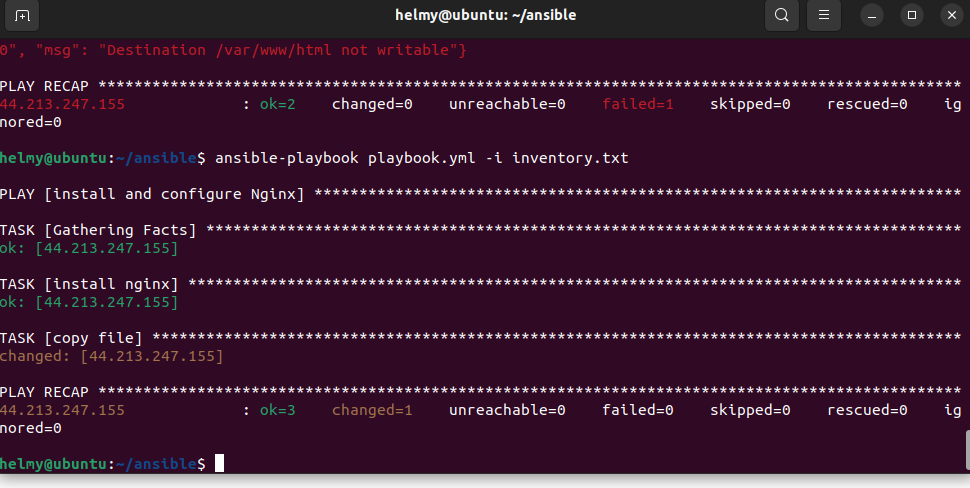 helmy@ubuntu: ~/ansible
0", "msg": "Destination /var/www/html not writable"}
PLAY RECAP ************************************************************************************************
44.213.247.155             : ok=2    changed=0    unreachable=0    failed=1    skipped=0    rescued=0    ig
nored=0
helmy@ubuntu:~/ansible$ ansible-playbook playbook.yml -i inventory.txt
PLAY [install and configure Nginx] ************************************************************************
TASK [Gathering Facts] ************************************************************************************
ok: [44.213.247.155]
TASK [install nginx] **************************************************************************************
ok: [44.213.247.155]
TASK [copy file] ******************************************************************************************
changed: [44.213.247.155]
PLAY RECAP ************************************************************************************************
44.213.247.155             : ok=3    changed=1    unreachable=0    failed=0    skipped=0    rescued=0    ig
nored=0
helmy@ubuntu:~/ansible$